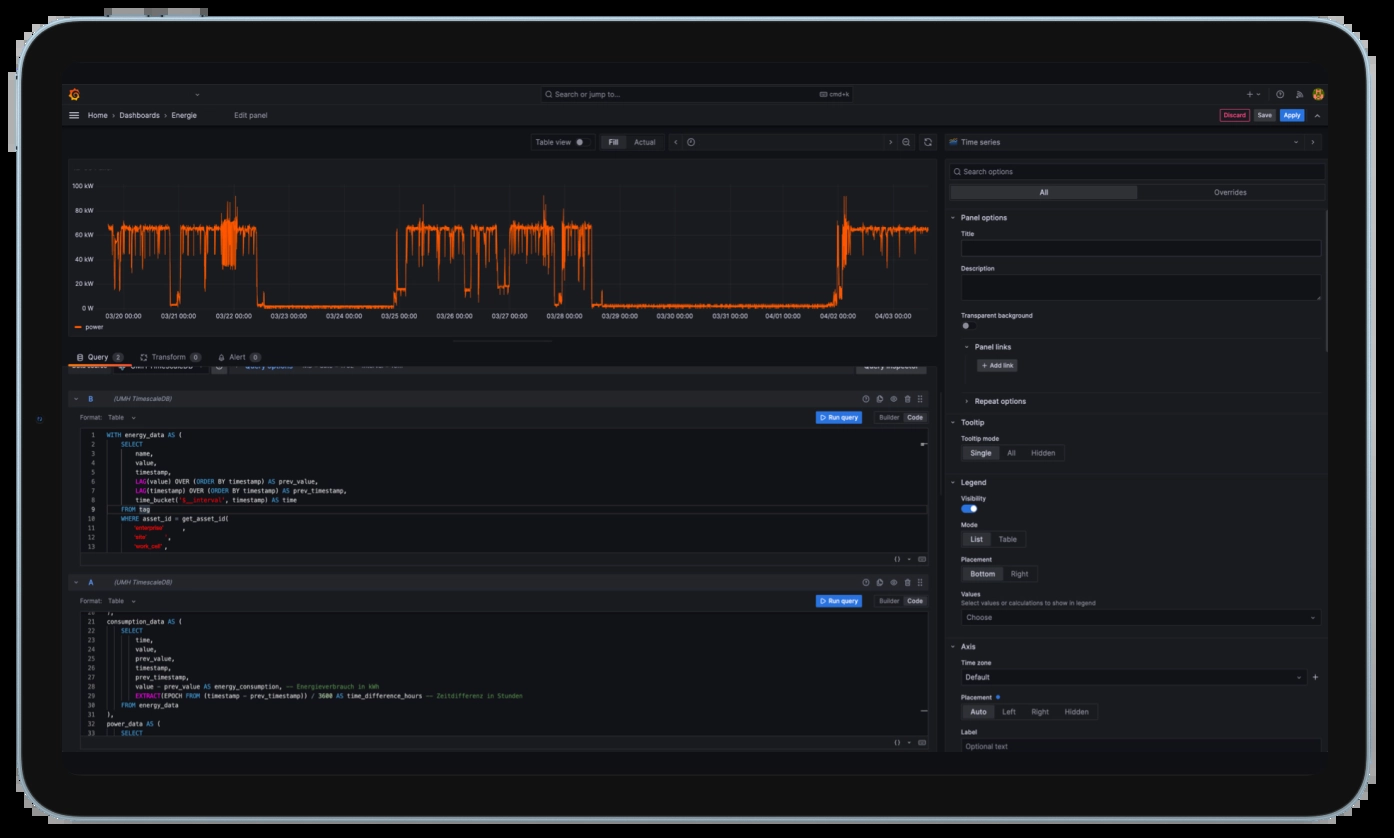 Search or jump to...
cmd+k
Home › Dashboards › Energie
Edit panel
Discard
Save
Apply
Table view
Fill
Actual
Time series
Search options
All
Overrides
100 kW
80 kW
60 kW
40 kW
20 kW
0 W
03/20 00:00 03/21 00:00 03/22 00:00 03/23 00:00 03/24 00:00 03/25 00:00 03/26 00:00 03/27 00:00 03/28 00:00 03/29 00:00 03/30 00:00 03/31 00:00 04/01 00:00 04/02 00:00 04/03 00:00
power
Query 2
Transform 0
Alert 0
UMH TimescaleDB
Query options
Query inspector
B (UMH TimescaleDB)
Format: Table
Run query
Builder
Code
1 WITH energy_data AS (
2 SELECT
3 name,
4 value,
5 timestamp,
6 LAG(value) OVER (ORDER BY timestamp) AS prev_value,
7 LAG(timestamp) OVER (ORDER BY timestamp) AS prev_timestamp,
8 time_bucket('$__interval', timestamp) AS time
9 FROM tag
10 WHERE asset_id = get_asset_id(
11 'enterprise' ,
12 'site' ,
13 'work_cell' ,
A (UMH TimescaleDB)
Format: Table
Run query
Builder
Code
20 ),
21 consumption_data AS (
22 SELECT
23 time,
24 value,
25 prev_value,
26 timestamp,
27 prev_timestamp,
28 value - prev_value AS energy_consumption, -- Energieverbrauch in kWh
29 EXTRACT(EPOCH FROM (timestamp - prev_timestamp)) / 3600 AS time_difference_hours -- Zeitdifferenz in Stunden
30 FROM energy_data
31 ),
32 power_data AS (
33 SELECT
Panel options
Title
Description
Transparent background
Panel links
+ Add link
Repeat options
Tooltip
Tooltip mode
Single
All
Hidden
Legend
Visibility
Mode
List
Table
Placement
Bottom
Right
Values
Select values or calculations to show in legend
Choose
Axis
Time zone
Default
Placement
Auto
Left
Right
Hidden
Label
Optional text